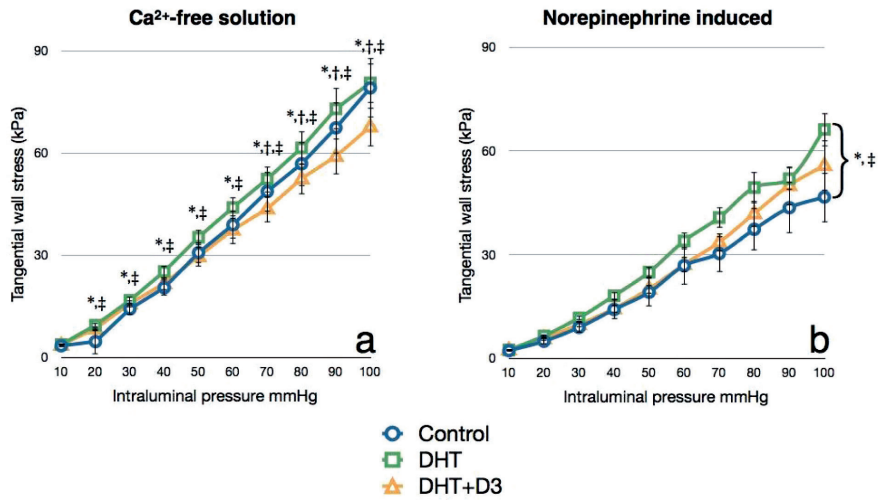 Ca²⁺-free solution
Norepinephrine induced
Tangential wall stress (kPa)
90
60
30
0
*,‡
*,‡
*,‡
*,‡
*,‡
*,†,‡
*,†,‡
*,†,‡
*,†,‡
a
10 20 30 40 50 60 70 80 90 100
Intraluminal pressure mmHg
Tangential wall stress (kPa)
90
60
30
0
*,‡
b
10 20 30 40 50 60 70 80 90 100
Intraluminal pressure mmHg
Control
DHT
DHT+D3